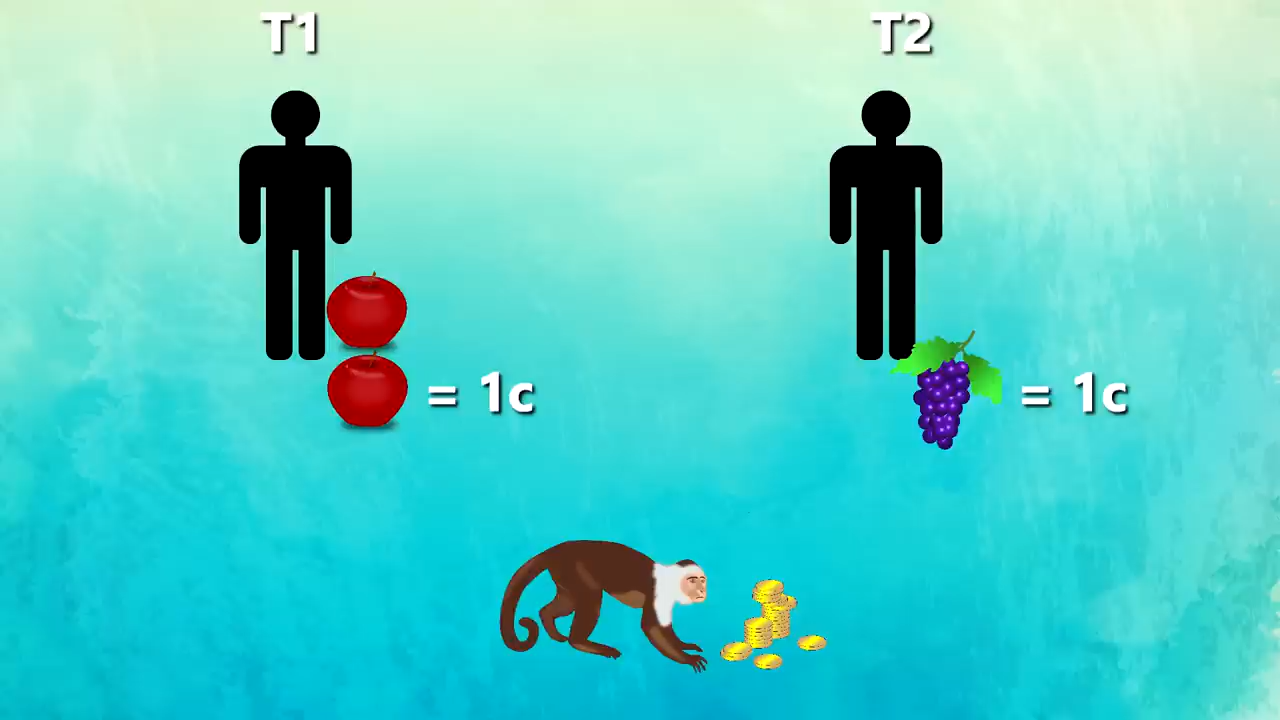 T1
T2
= 1c
= 1c